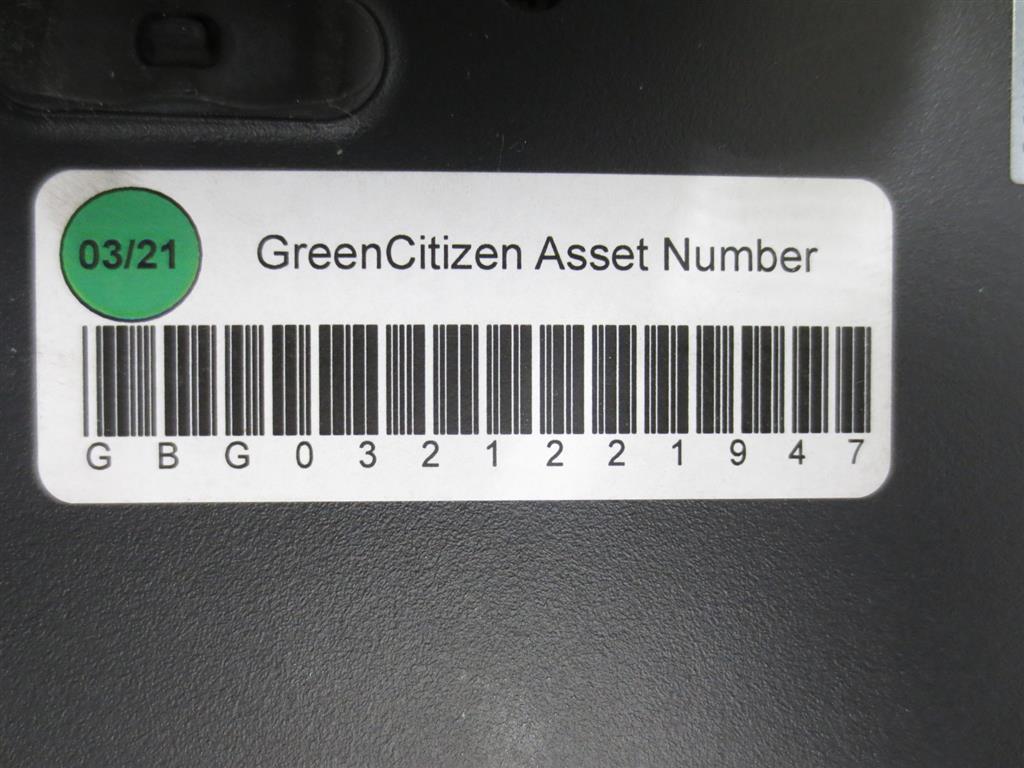 03/21
GreenCitizen Asset Number
G B G 0 3 2 1 2 2 1 9 4 7